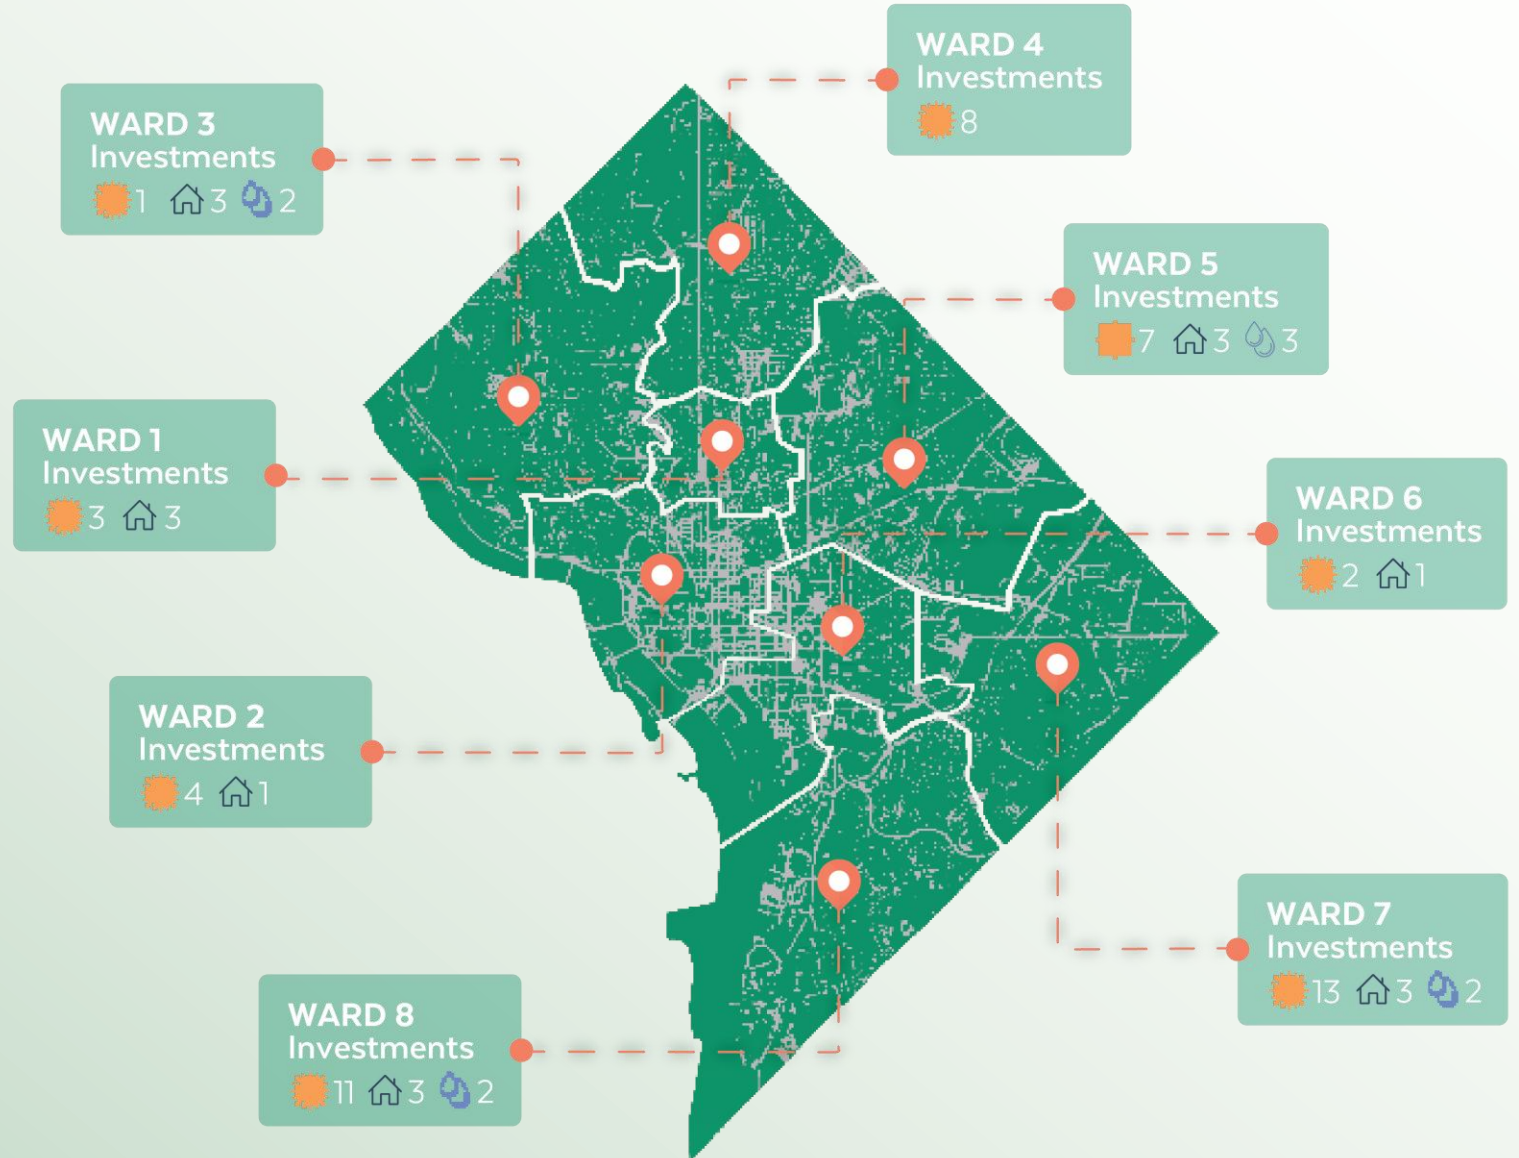 WARD 4
Investments
8
WARD 3
Investments
1 3 2
WARD 5
Investments
7 3 3
WARD 1
Investments
3 3
WARD 6
Investments
2 1
WARD 2
Investments
4 1
WARD 7
Investments
13 3 2
WARD 8
Investments
11 3 2